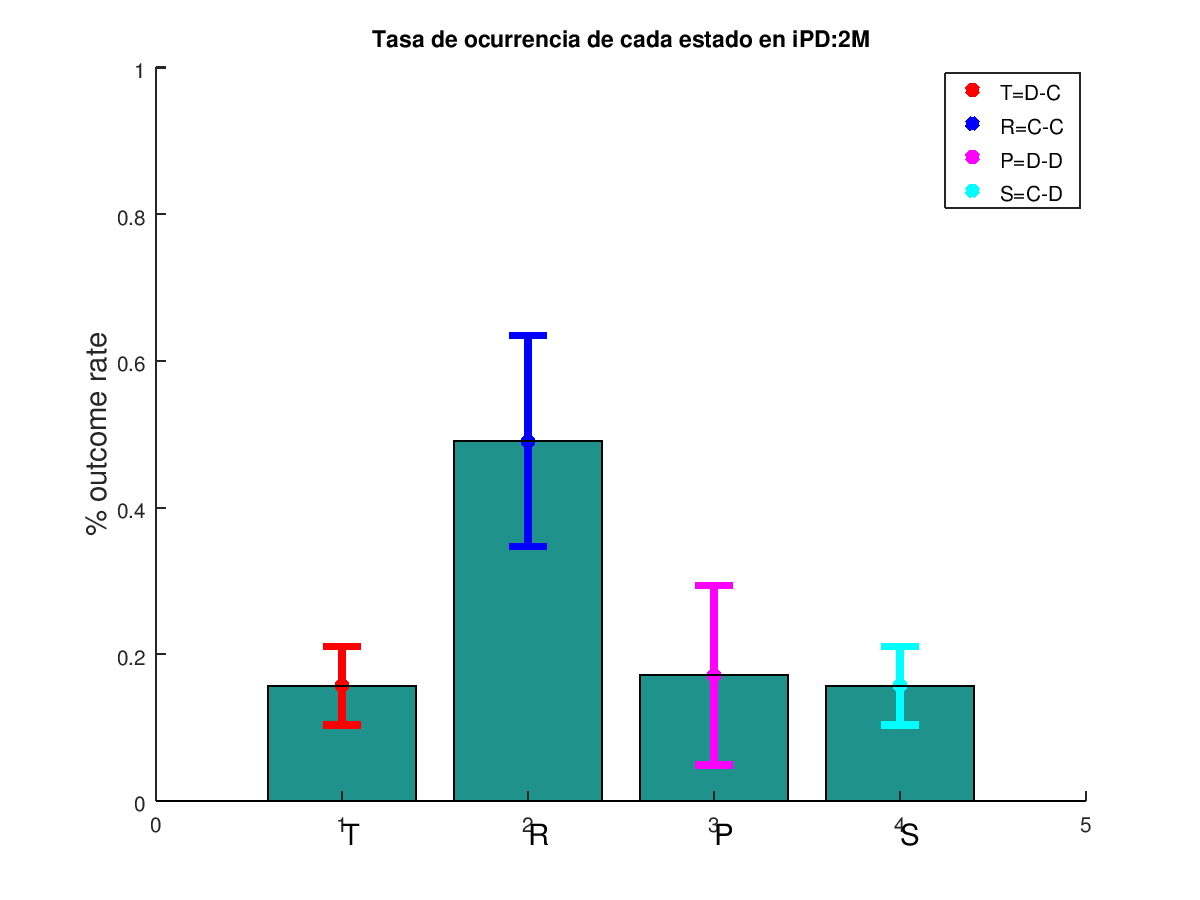 Tasa de ocurrencia de cada estado en iPD:2M
1
0.8
0.6
0.4
0.2
0
% outcome rate
T=D-C
R=C-C
P=D-D
S=C-D
0 1 2 3 4 5
T R P S